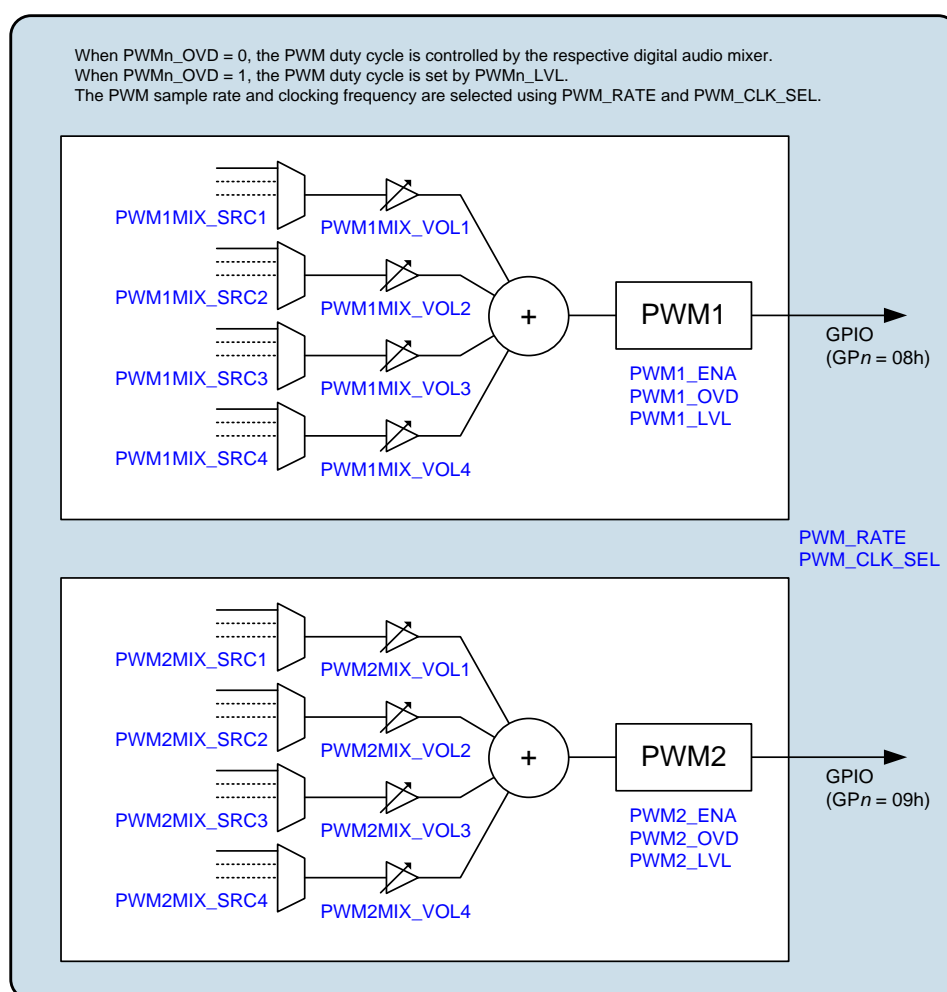 When PWMn_OVD = 0, the PWM duty cycle is controlled by the respective digital audio mixer.
When PWMn_OVD = 1, the PWM duty cycle is set by PWMn_LVL.
The PWM sample rate and clocking frequency are selected using PWM_RATE and PWM_CLK_SEL.
PWM1MIX_SRC1
PWM1MIX_VOL1
PWM1MIX_SRC2
PWM1MIX_VOL2
PWM1MIX_SRC3
PWM1MIX_VOL3
PWM1MIX_SRC4
PWM1MIX_VOL4
+
PWM1
PWM1_ENA
PWM1_OVD
PWM1_LVL
GPIO
(GPn = 08h)
PWM_RATE
PWM_CLK_SEL
PWM2MIX_SRC1
PWM2MIX_VOL1
PWM2MIX_SRC2
PWM2MIX_VOL2
PWM2MIX_SRC3
PWM2MIX_VOL3
PWM2MIX_SRC4
PWM2MIX_VOL4
+
PWM2
PWM2_ENA
PWM2_OVD
PWM2_LVL
GPIO
(GPn = 09h)